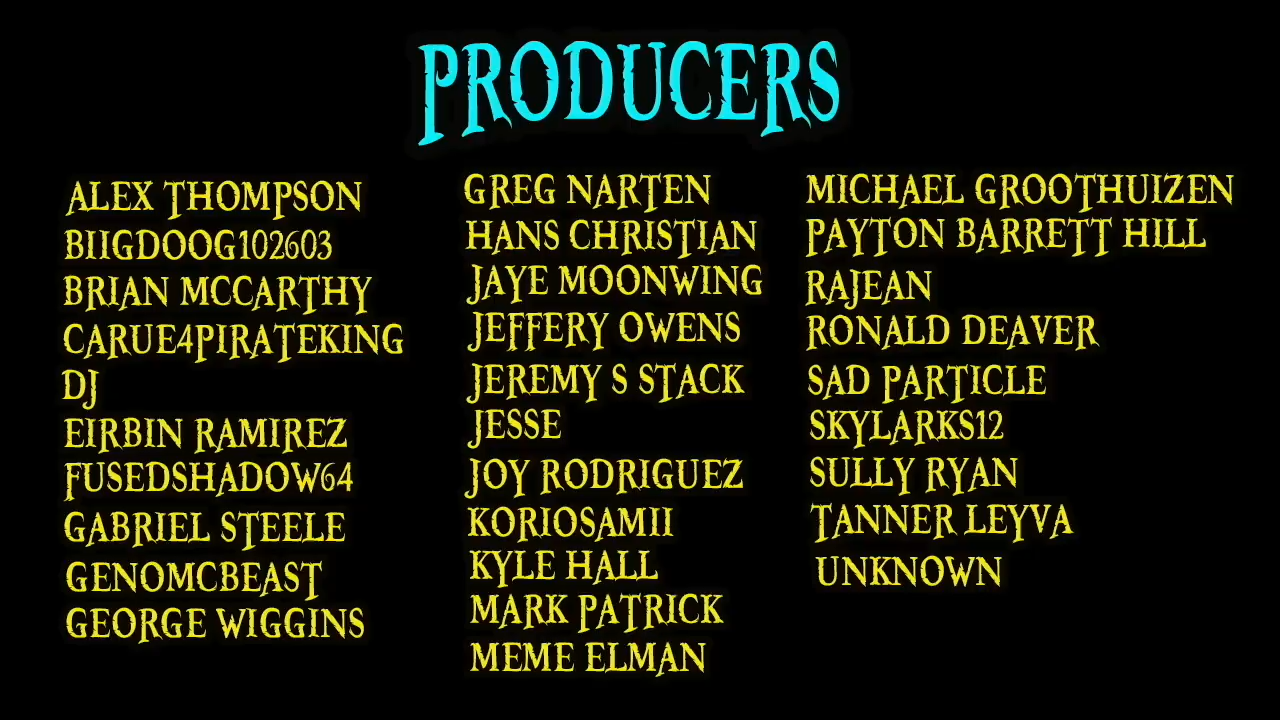 PRODUCERS
ALEX THOMPSON
BIIGDOOG102603
BRIAN MCCARTHY
CARUE4PIRATEKING
DJ
EIRBIN RAMIREZ
FUSEDSHADOW64
GABRIEL STEELE
GENOMCBEAST
GEORGE WIGGINS
GREG NARTEN
HANS CHRISTIAN
JAYE MOONWING
JEFFERY OWENS
JEREMY S STACK
JESSE
JOY RODRIGUEZ
KORIOSAMII
KYLE HALL
MARK PATRICK
MEME ELMAN
MICHAEL GROOTHUIZEN
PAYTON BARRETT HILL
RAJEAN
RONALD DEAVER
SAD PARTICLE
SKYLARKS12
SULLY RYAN
TANNER LEYVA
UNKNOWN